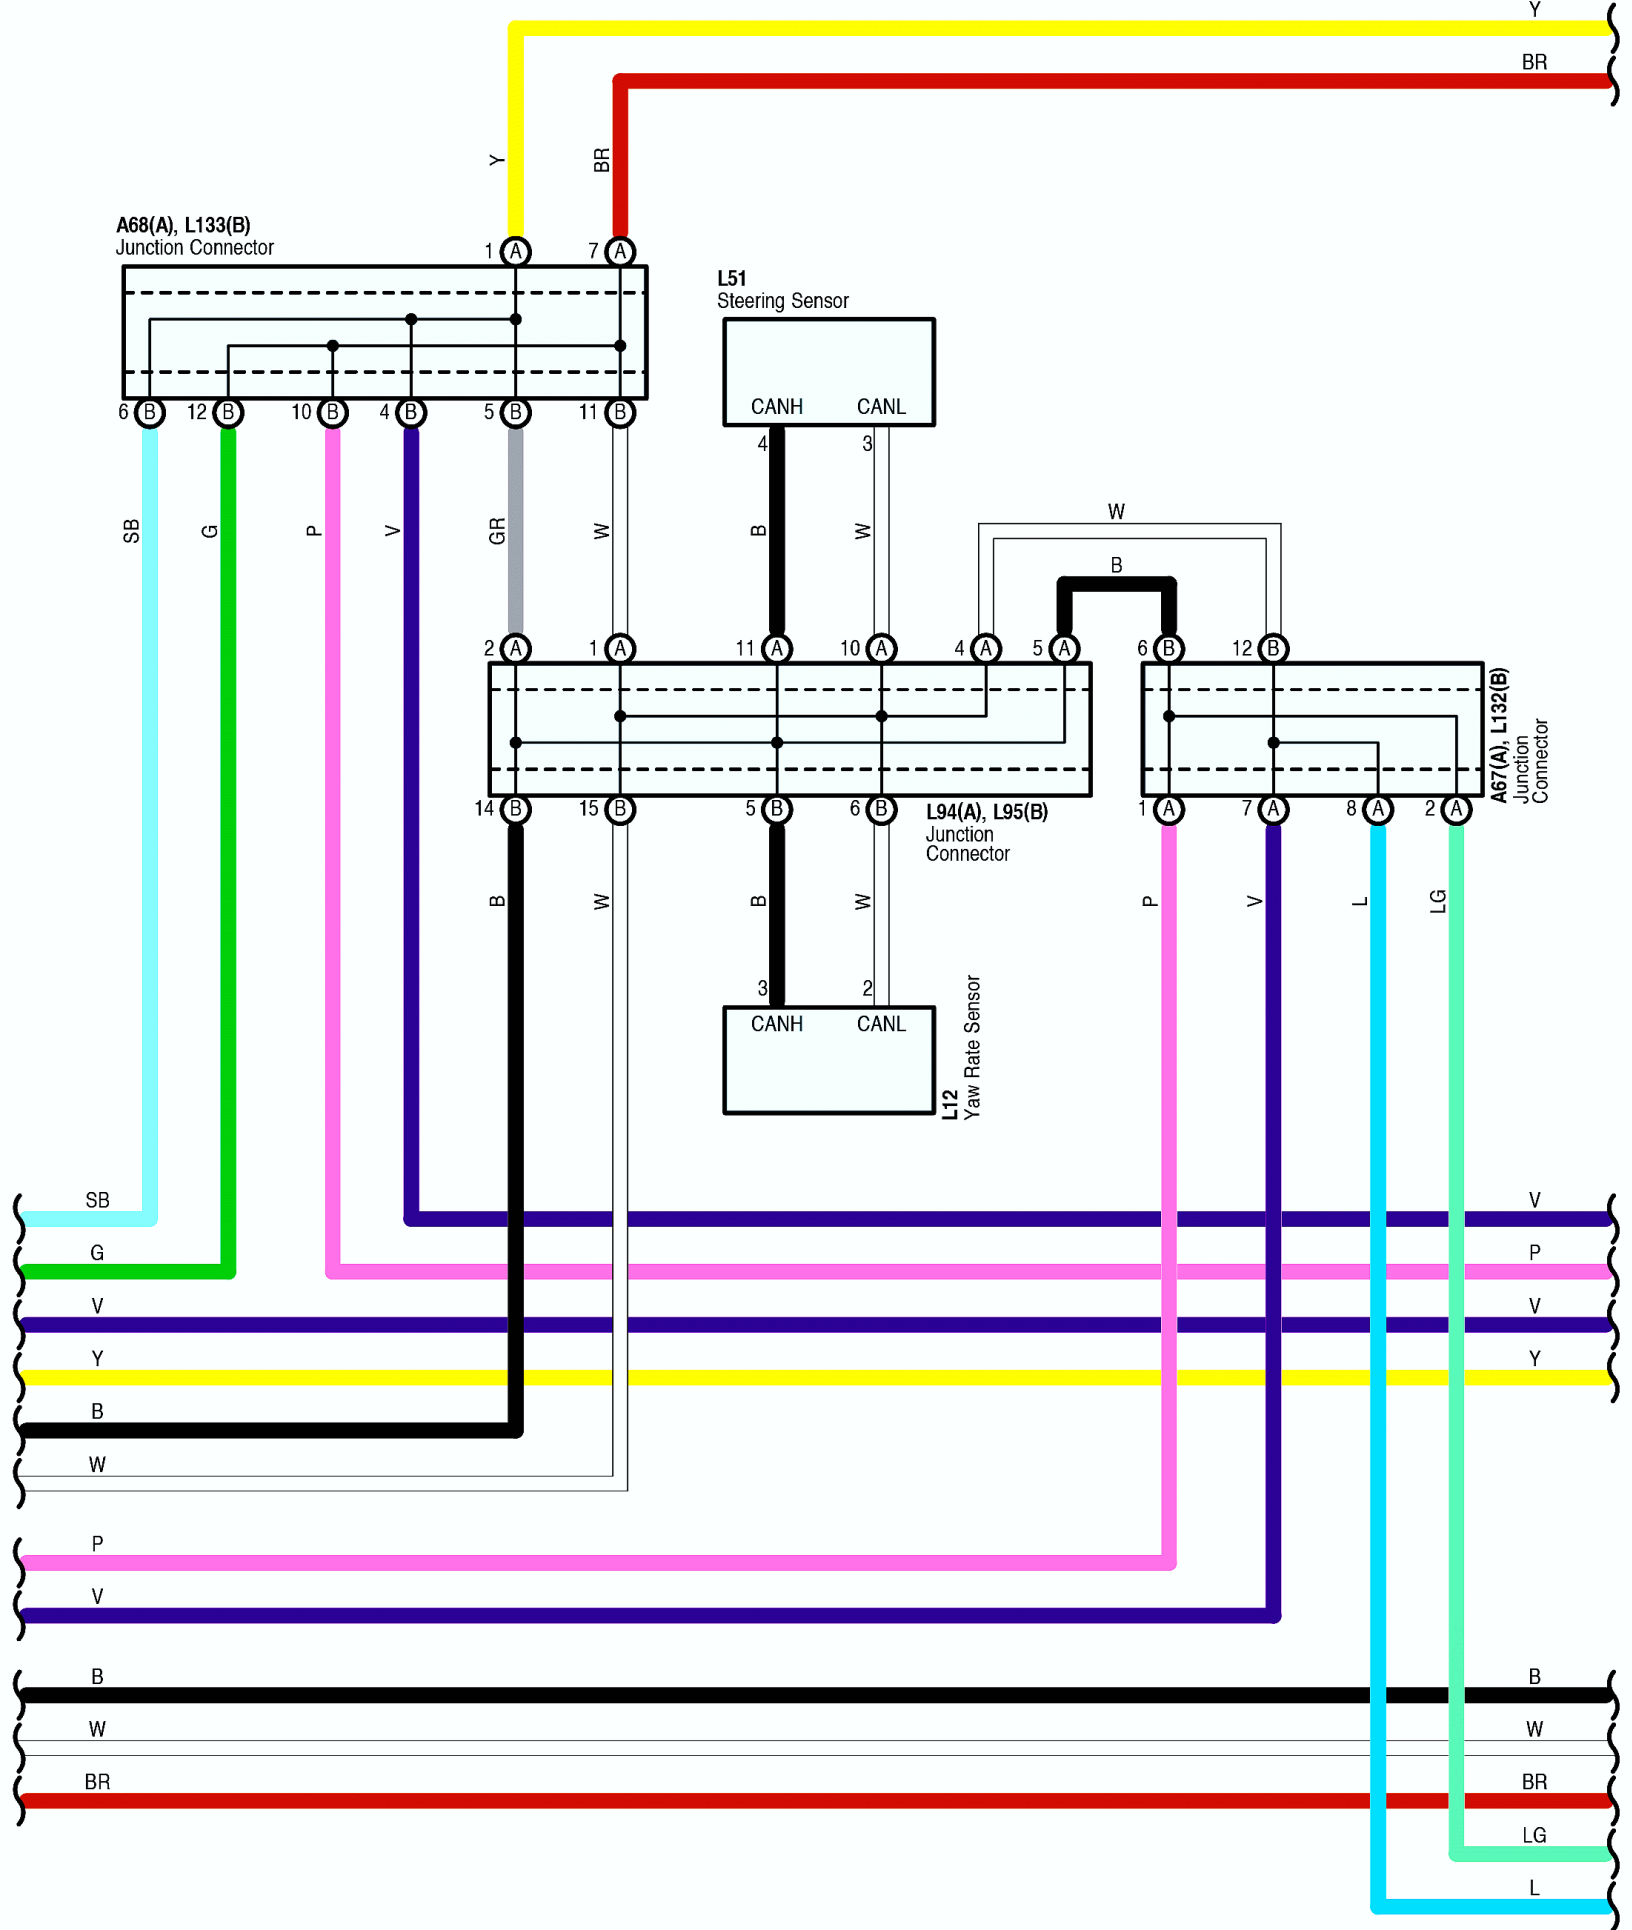 Y
BR
Y
BR
A68(A), L133(B)
Junction Connector
1 A
7 A
L51
Steering Sensor
CANH CANL
6 B
12 B
10 B
4 B
5 B
11 B
4
3
SB
G
P
V
GR
W
B
W
W
B
2 A
1 A
11 A
10 A
4 A
5 A
6 B
12 B
A67(A), L132(B)
Junction
Connector
14 B
15 B
5 B
6 B
L94(A), L95(B)
Junction
Connector
1 A
7 A
8 A
2 A
B
W
B
W
P
V
L
LG
3
2
CANH CANL
L12
Yaw Rate Sensor
SB
V
G
P
V
V
Y
Y
B
W
P
V
B
B
W
W
BR
BR
LG
L